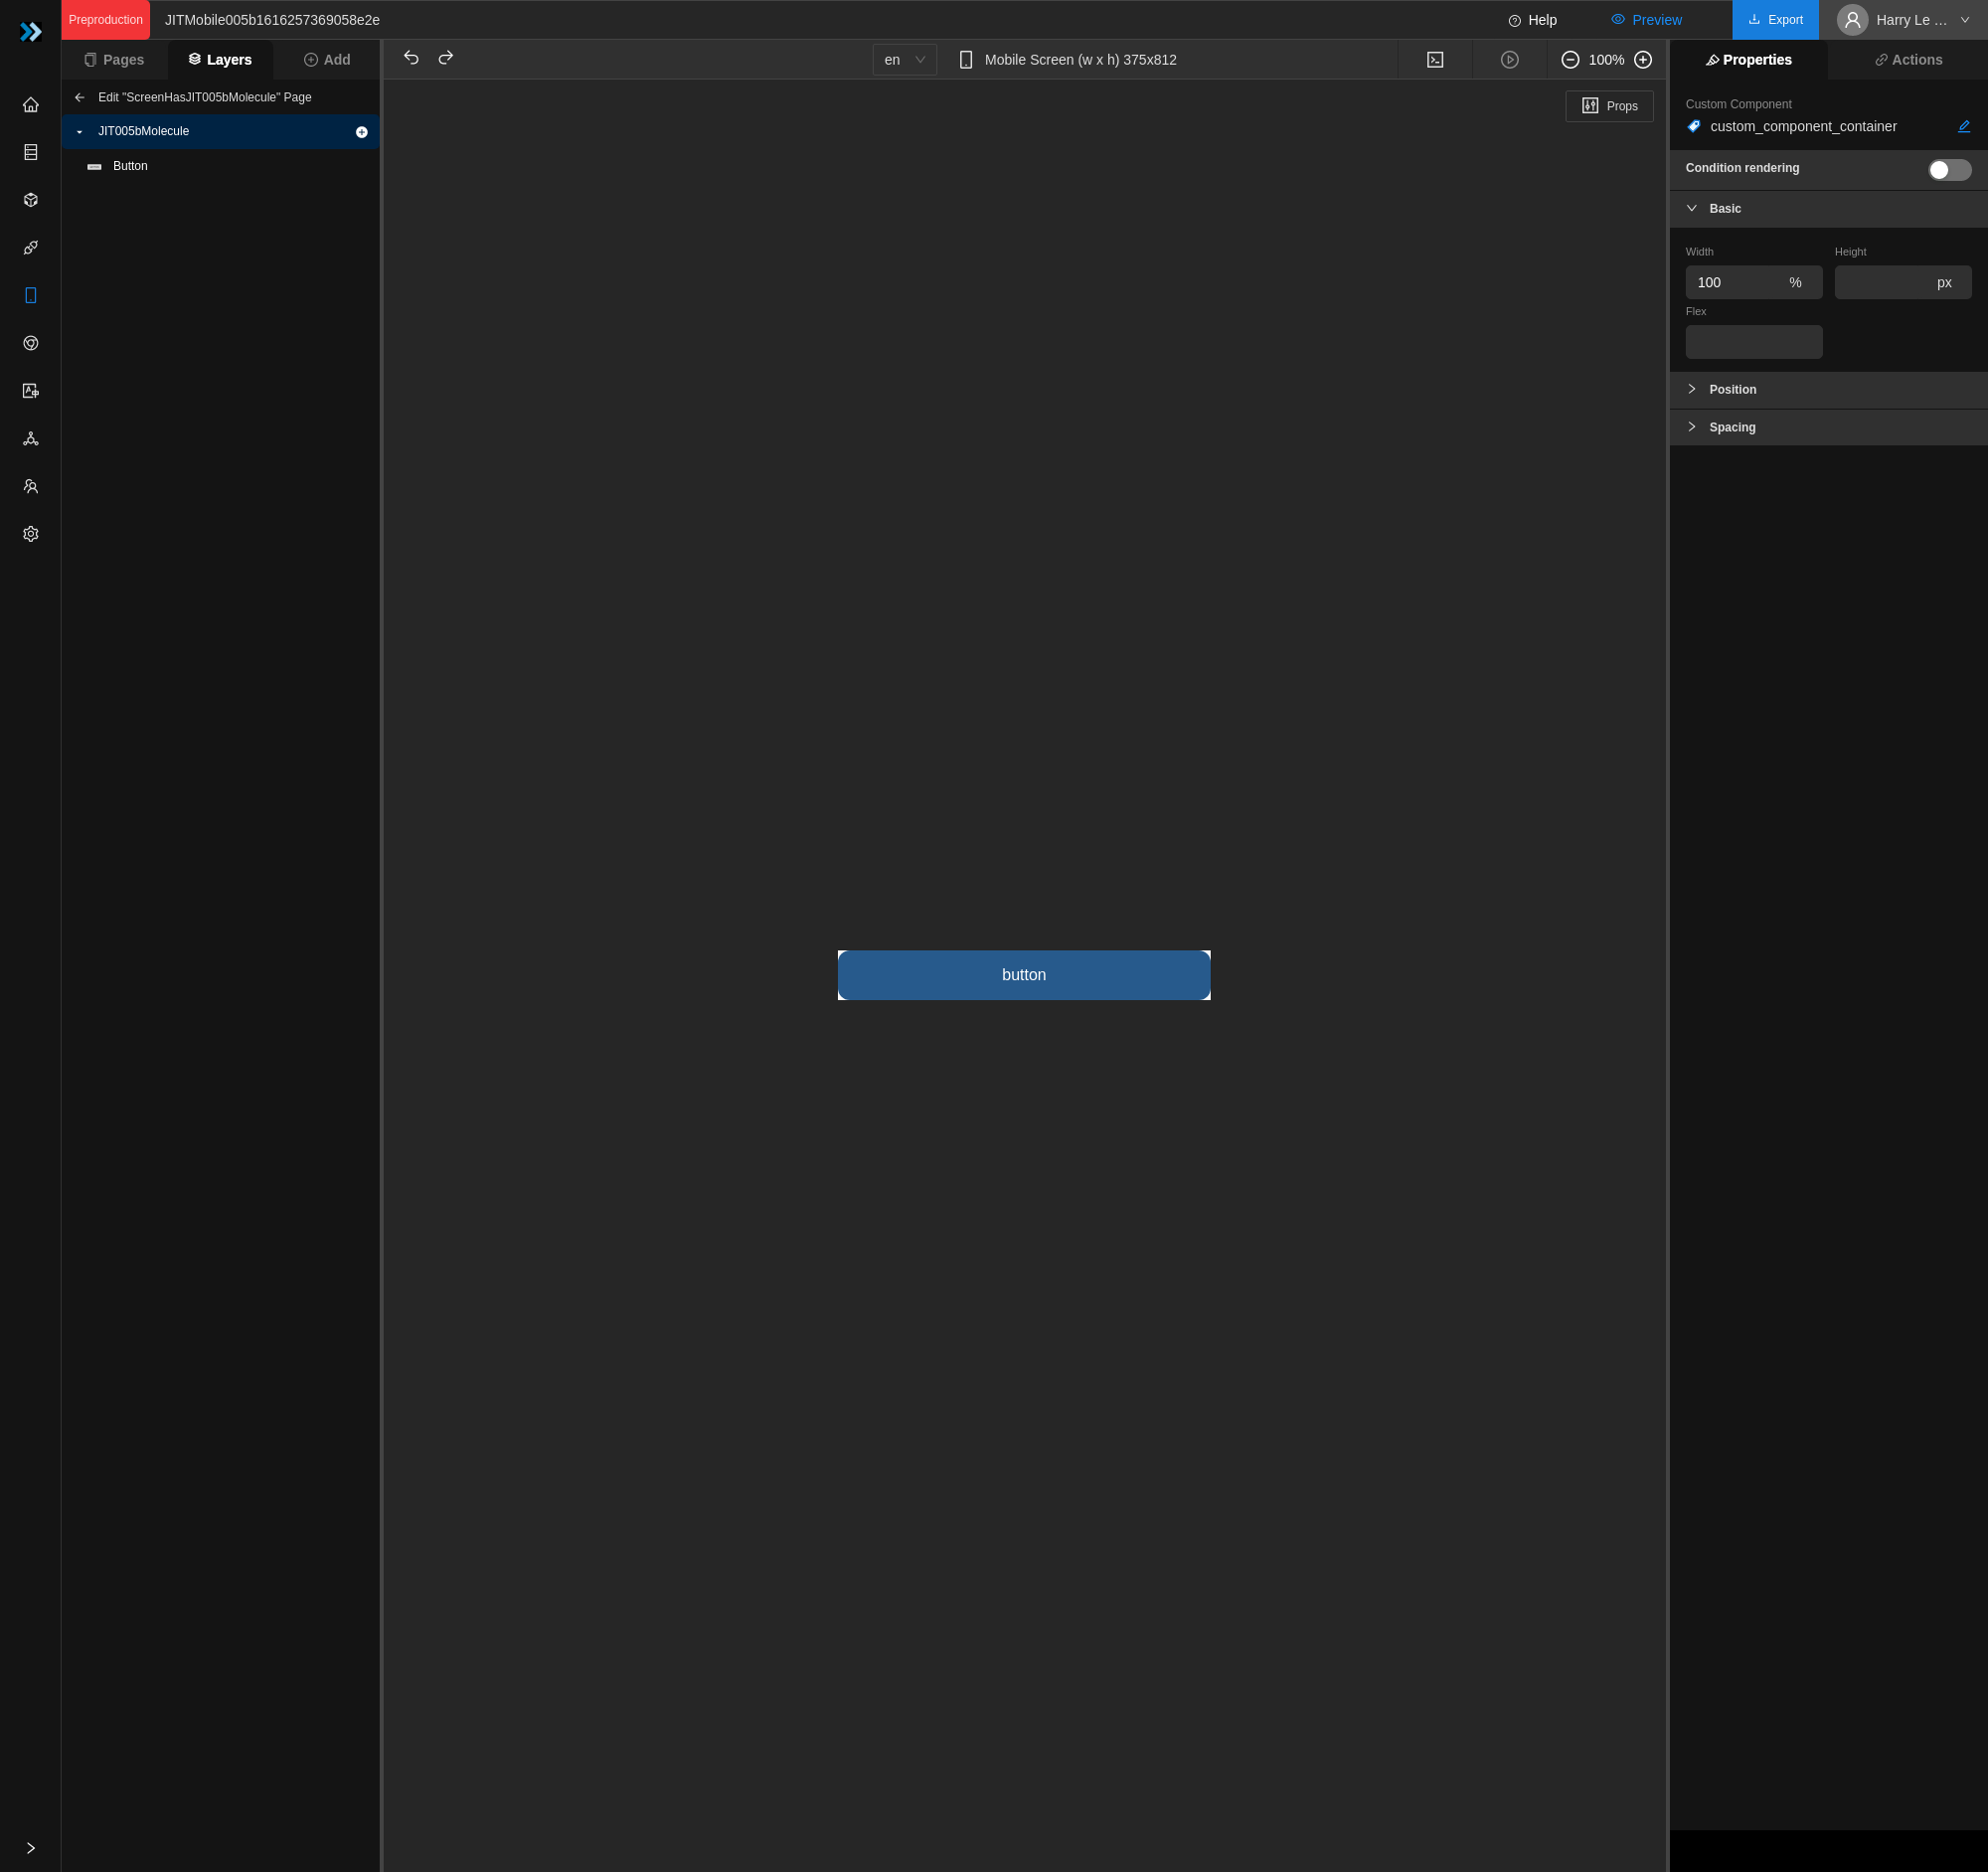 Preproduction
JITMobile005b1616257369058e2e
Help
Preview
Export
Harry Le ...
Pages
Layers
Add
en
Mobile Screen (w x h) 375x812
100%
Properties
Actions
Edit "ScreenHasJIT005bMolecule" Page
JIT005bMolecule
Button
Props
button
Custom Component
custom_component_container
Condition rendering
Basic
Width
Height
100 %
px
Flex
Position
Spacing